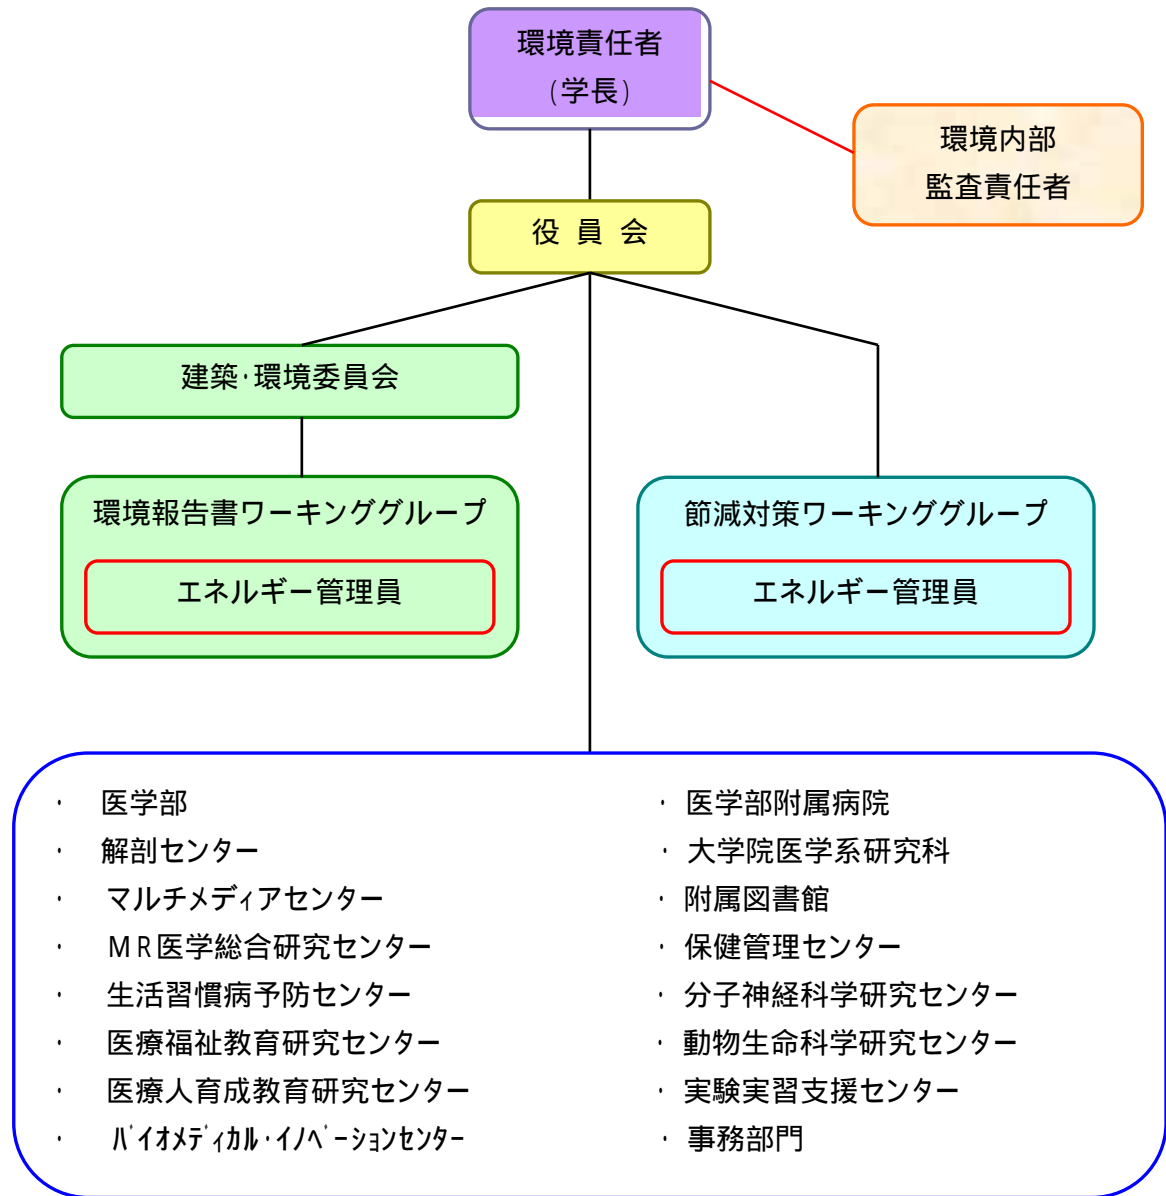 環境責任者
(学長)
環境内部
監査責任者
役 員 会
建築・環境委員会
環境報告書ワーキンググループ
エネルギー管理員
節減対策ワーキンググループ
エネルギー管理員
・ 医学部
・ 解剖センター
・ マルチメディアセンター
・ MR医学総合研究センター
・ 生活習慣病予防センター
・ 医療福祉教育研究センター
・ 医療人育成教育研究センター
・ バイオメディカル・イノベーションセンター
・ 医学部附属病院
・ 大学院医学系研究科
・ 附属図書館
・ 保健管理センター
・ 分子神経科学研究センター
・ 動物生命科学研究センター
・ 実験実習支援センター
・ 事務部門